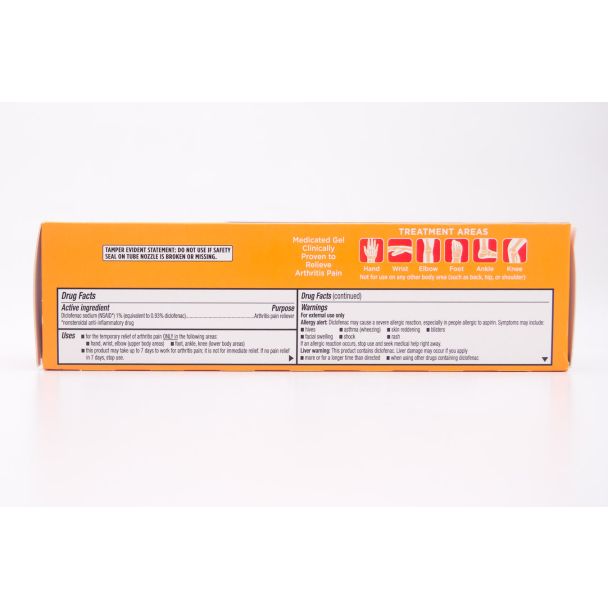 TAMPER EVIDENT STATEMENT: DO NOT USE IF SAFETY
SEAL ON TUBE NOZZLE IS BROKEN OR MISSING.
Medicated Gel
Clinically
Proven to
Relieve
Arthritis Pain
TREATMENT AREAS
Hand Wrist Elbow Foot Ankle Knee
Not for use on any other body area (such as back, hip, or shoulder)
Drug Facts
Active ingredient Purpose
Diclofenac sodium (NSAID*) 1% (equivalent to 0.93% diclofenac)..........Arthritis pain reliever
*nonsteroidal anti-inflammatory drug
Uses ■ for the temporary relief of arthritis pain ONLY in the following areas:
■ hand, wrist, elbow (upper body areas) ■ foot, ankle, knee (lower body areas)
■ this product may take up to 7 days to work for arthritis pain; it is not for immediate relief. If no pain relief
in 7 days, stop use.
Drug Facts (continued)
Warnings
For external use only
Allergy alert: Diclofenac may cause a severe allergic reaction, especially in people allergic to aspirin. Symptoms may include:
■ hives ■ asthma (wheezing) ■ skin reddening ■ blisters
■ facial swelling ■ shock ■ rash
If an allergic reaction occurs, stop use and seek medical help right away.
Liver warning: This product contains diclofenac. Liver damage may occur if you apply
■ more or for a longer time than directed ■ when using other drugs containing diclofenac